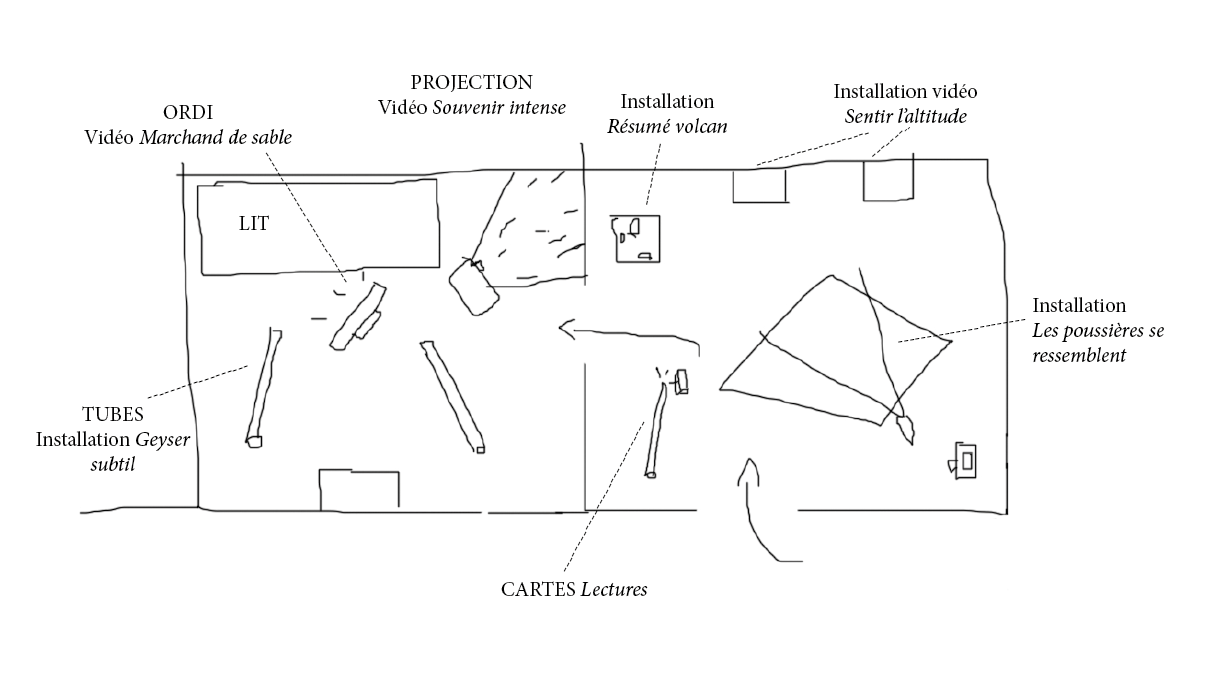 PROJECTION
Vidéo Souvenir intense
ORDI
Vidéo Marchand de sable
Installation
Résumé volcan
Installation vidéo
Sentir l’altitude
LIT
Installation
Les poussières se
ressemblent
TUBES
Installation Geyser
subtil
CARTES Lectures